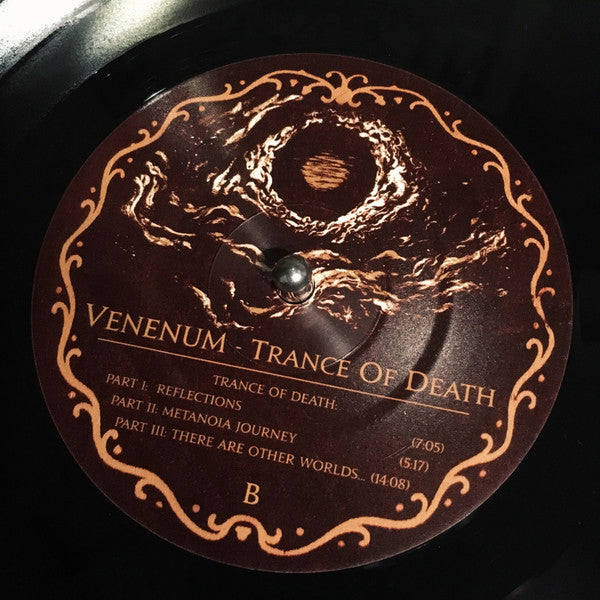 VENENUM - TRANCE OF DEATH
TRANCE OF DEATH:
PART I: REFLECTIONS (7:05)
PART II: METANOIA JOURNEY (5:17)
PART III: THERE ARE OTHER WORLDS... (14:08)
B